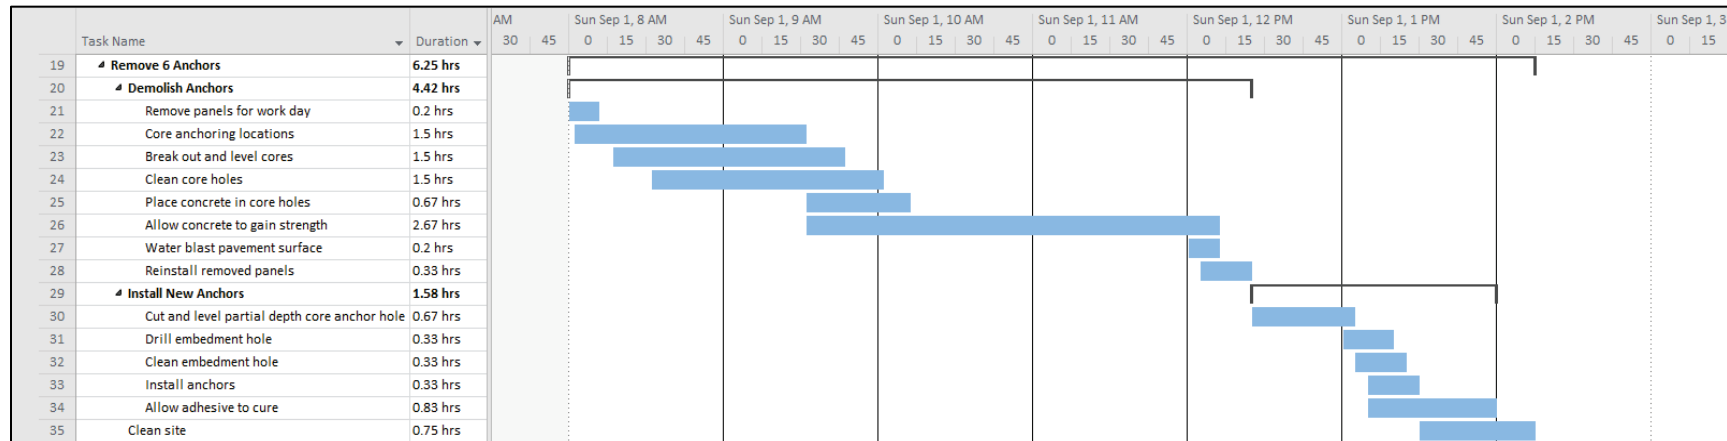 AM Sun Sep 1, 8 AM Sun Sep 1, 9 AM Sun Sep 1, 10 AM Sun Sep 1, 11 AM Sun Sep 1, 12 PM Sun Sep 1, 1 PM Sun Sep 1, 2 PM Sun Sep 1, 3
Task Name Duration 30 45 0 15 30 45 0 15 30 45 0 15 30 45 0 15 30 45 0 15 30 45 0 15 30 45 0 15 30 45 0 15
19 Remove 6 Anchors 6.25 hrs
20 Demolish Anchors 4.42 hrs
21 Remove panels for work day 0.2 hrs
22 Core anchoring locations 1.5 hrs
23 Break out and level cores 1.5 hrs
24 Clean core holes 1.5 hrs
25 Place concrete in core holes 0.67 hrs
26 Allow concrete to gain strength 2.67 hrs
27 Water blast pavement surface 0.2 hrs
28 Reinstall removed panels 0.33 hrs
29 Install New Anchors 1.58 hrs
30 Cut and level partial depth core anchor hole 0.67 hrs
31 Drill embedment hole 0.33 hrs
32 Clean embedment hole 0.33 hrs
33 Install anchors 0.33 hrs
34 Allow adhesive to cure 0.83 hrs
35 Clean site 0.75 hrs